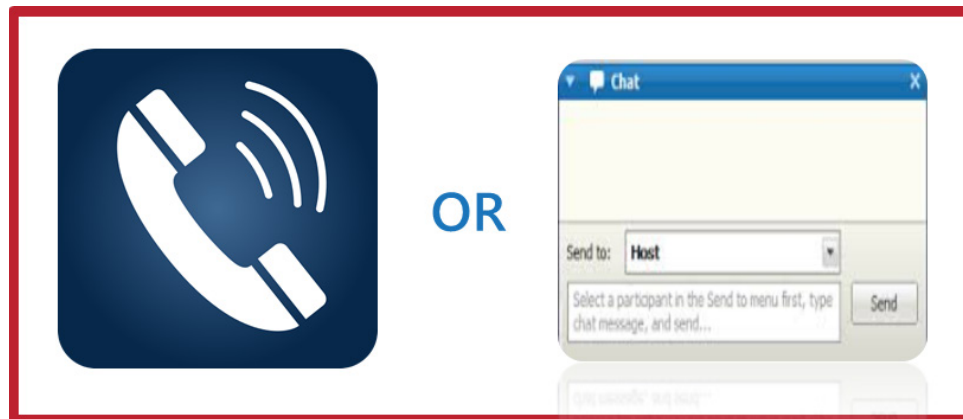 Chat
X
OR
Send to: Host
Select a participant in the Send to menu first, type
chat message, and send...
Send